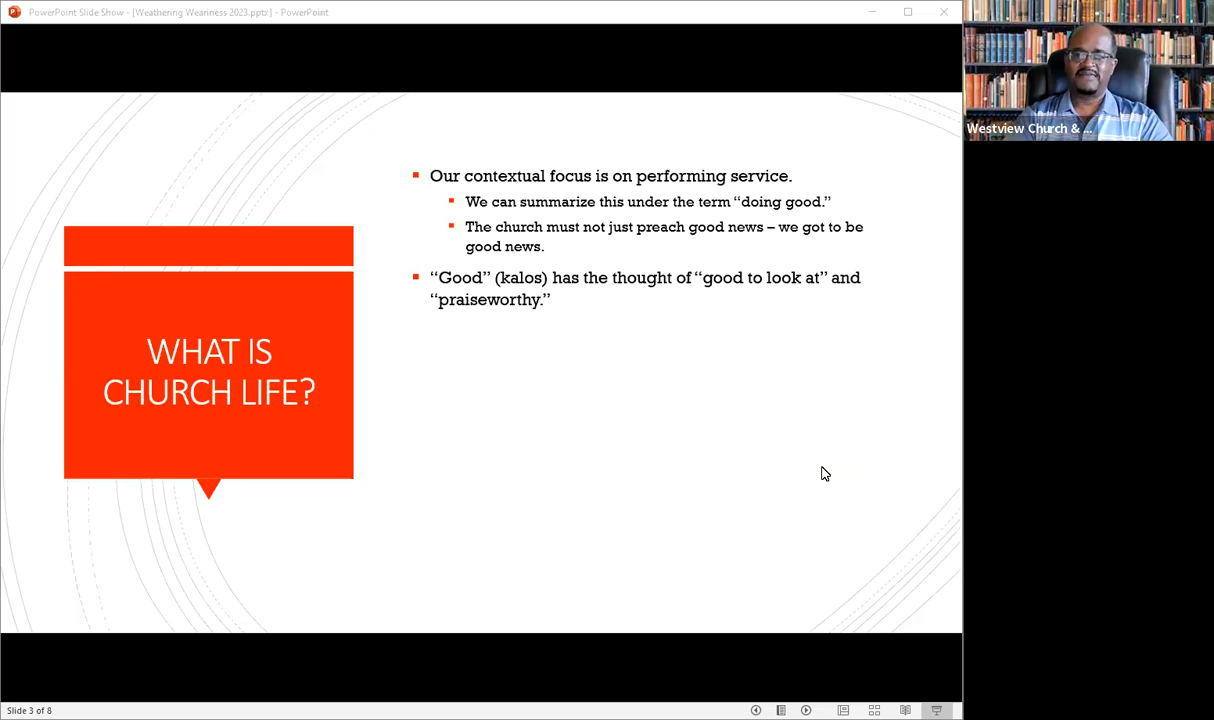 PowerPoint Slide Show - [Weathering Weariness 2023.pptx] - PowerPoint
Westview Church & ...
Our contextual focus is on performing service.
We can summarize this under the term “doing good.”
The church must not just preach good news – we got to be
good news.
“Good” (kalos) has the thought of “good to look at” and
“praiseworthy.”
WHAT IS
CHURCH LIFE?
Slide 3 of 8